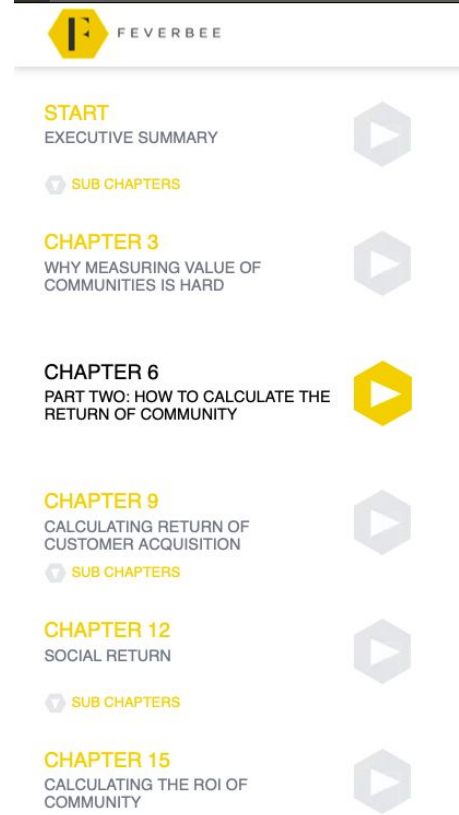 FEVERBEE
START
EXECUTIVE SUMMARY
SUB CHAPTERS
CHAPTER 3
WHY MEASURING VALUE OF
COMMUNITIES IS HARD
CHAPTER 6
PART TWO: HOW TO CALCULATE THE
RETURN OF COMMUNITY
CHAPTER 9
CALCULATING RETURN OF
CUSTOMER ACQUISITION
SUB CHAPTERS
CHAPTER 12
SOCIAL RETURN
SUB CHAPTERS
CHAPTER 15
CALCULATING THE ROI OF
COMMUNITY